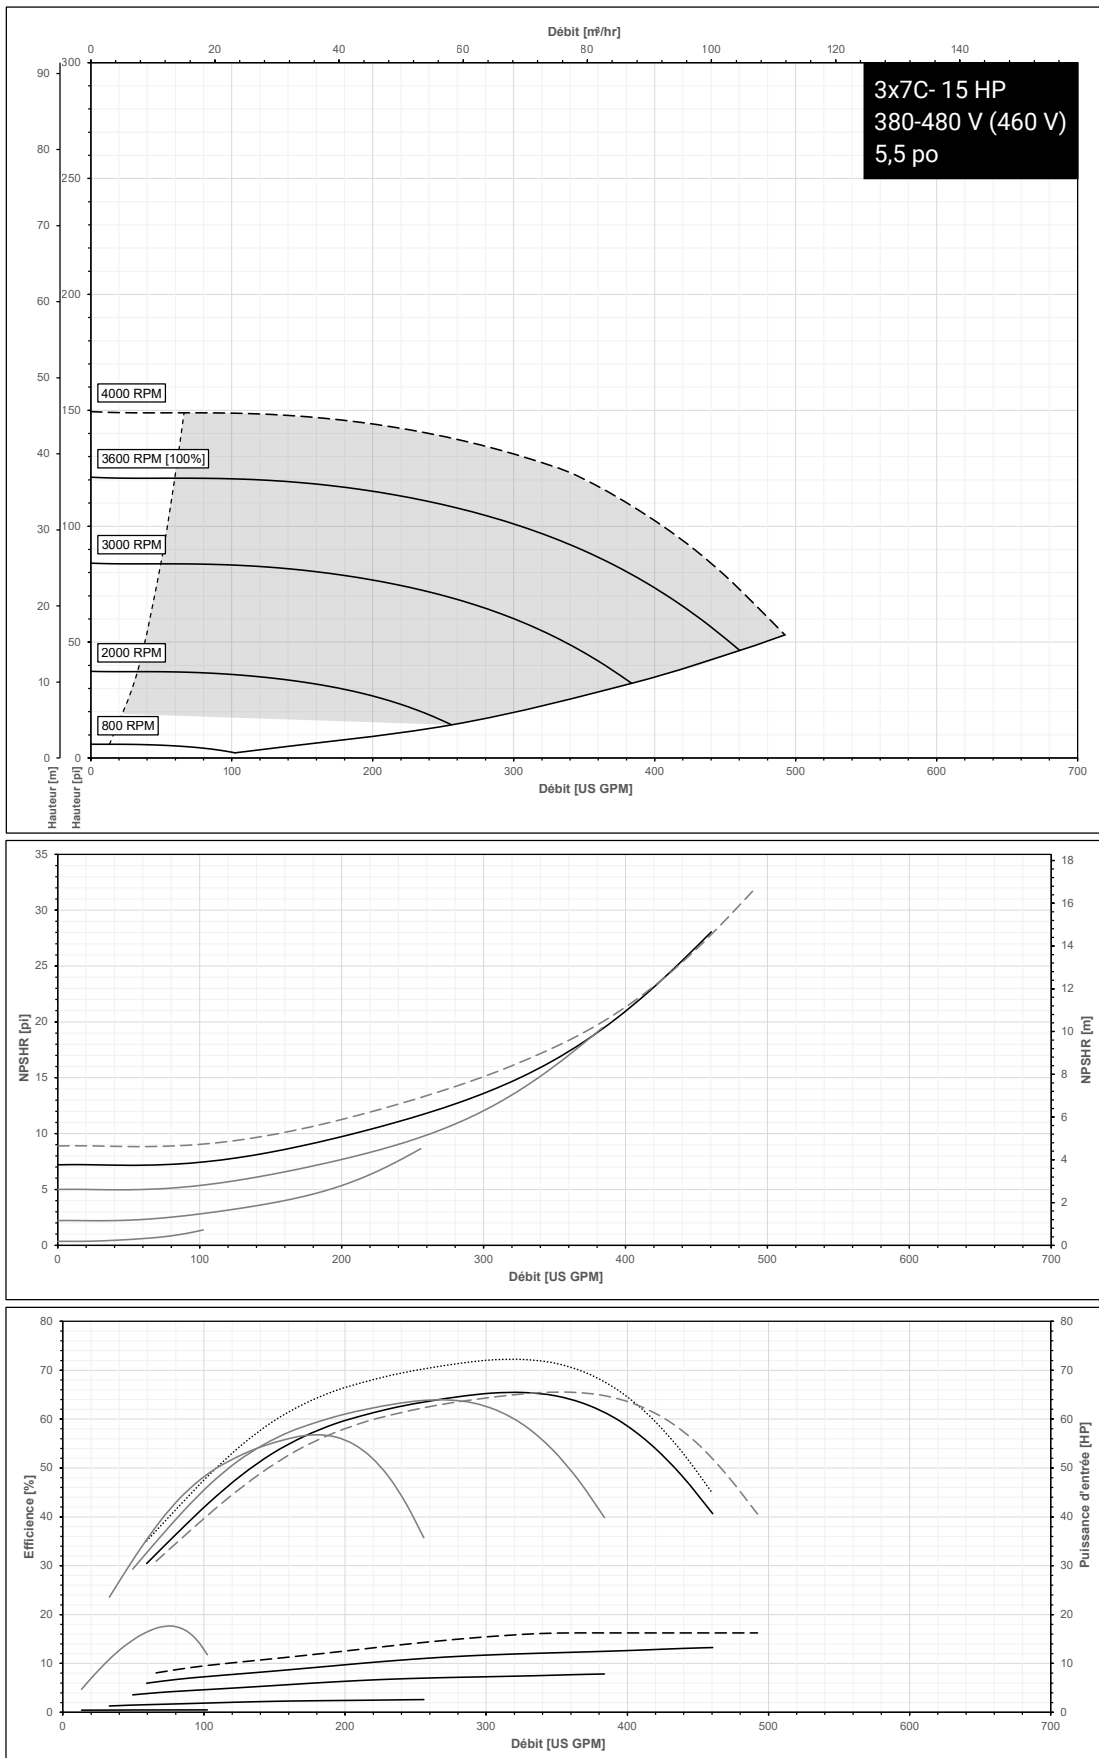 Débit [m³/hr]
0 20 40 60 80 100 120 140
3x7C- 15 HP
380-480 V (460 V)
5,5 po
90
80
70
60
50
40
30
20
10
0
300
250
200
150
100
50
0
4000 RPM
3600 RPM [100%]
3000 RPM
2000 RPM
800 RPM
0 100 200 300 400 500 600 700
Débit [US GPM]
Hauteur [m]
Hauteur [pi]
35
30
25
20
15
10
5
0
NPSHR [pi]
18
16
14
12
10
8
6
4
2
0
NPSHR [m]
0 100 200 300 400 500 600 700
Débit [US GPM]
80
70
60
50
40
30
20
10
0
Efficience [%]
80
70
60
50
40
30
20
10
0
Puissance d'entrée [HP]
0 100 200 300 400 500 600 700
Débit [US GPM]